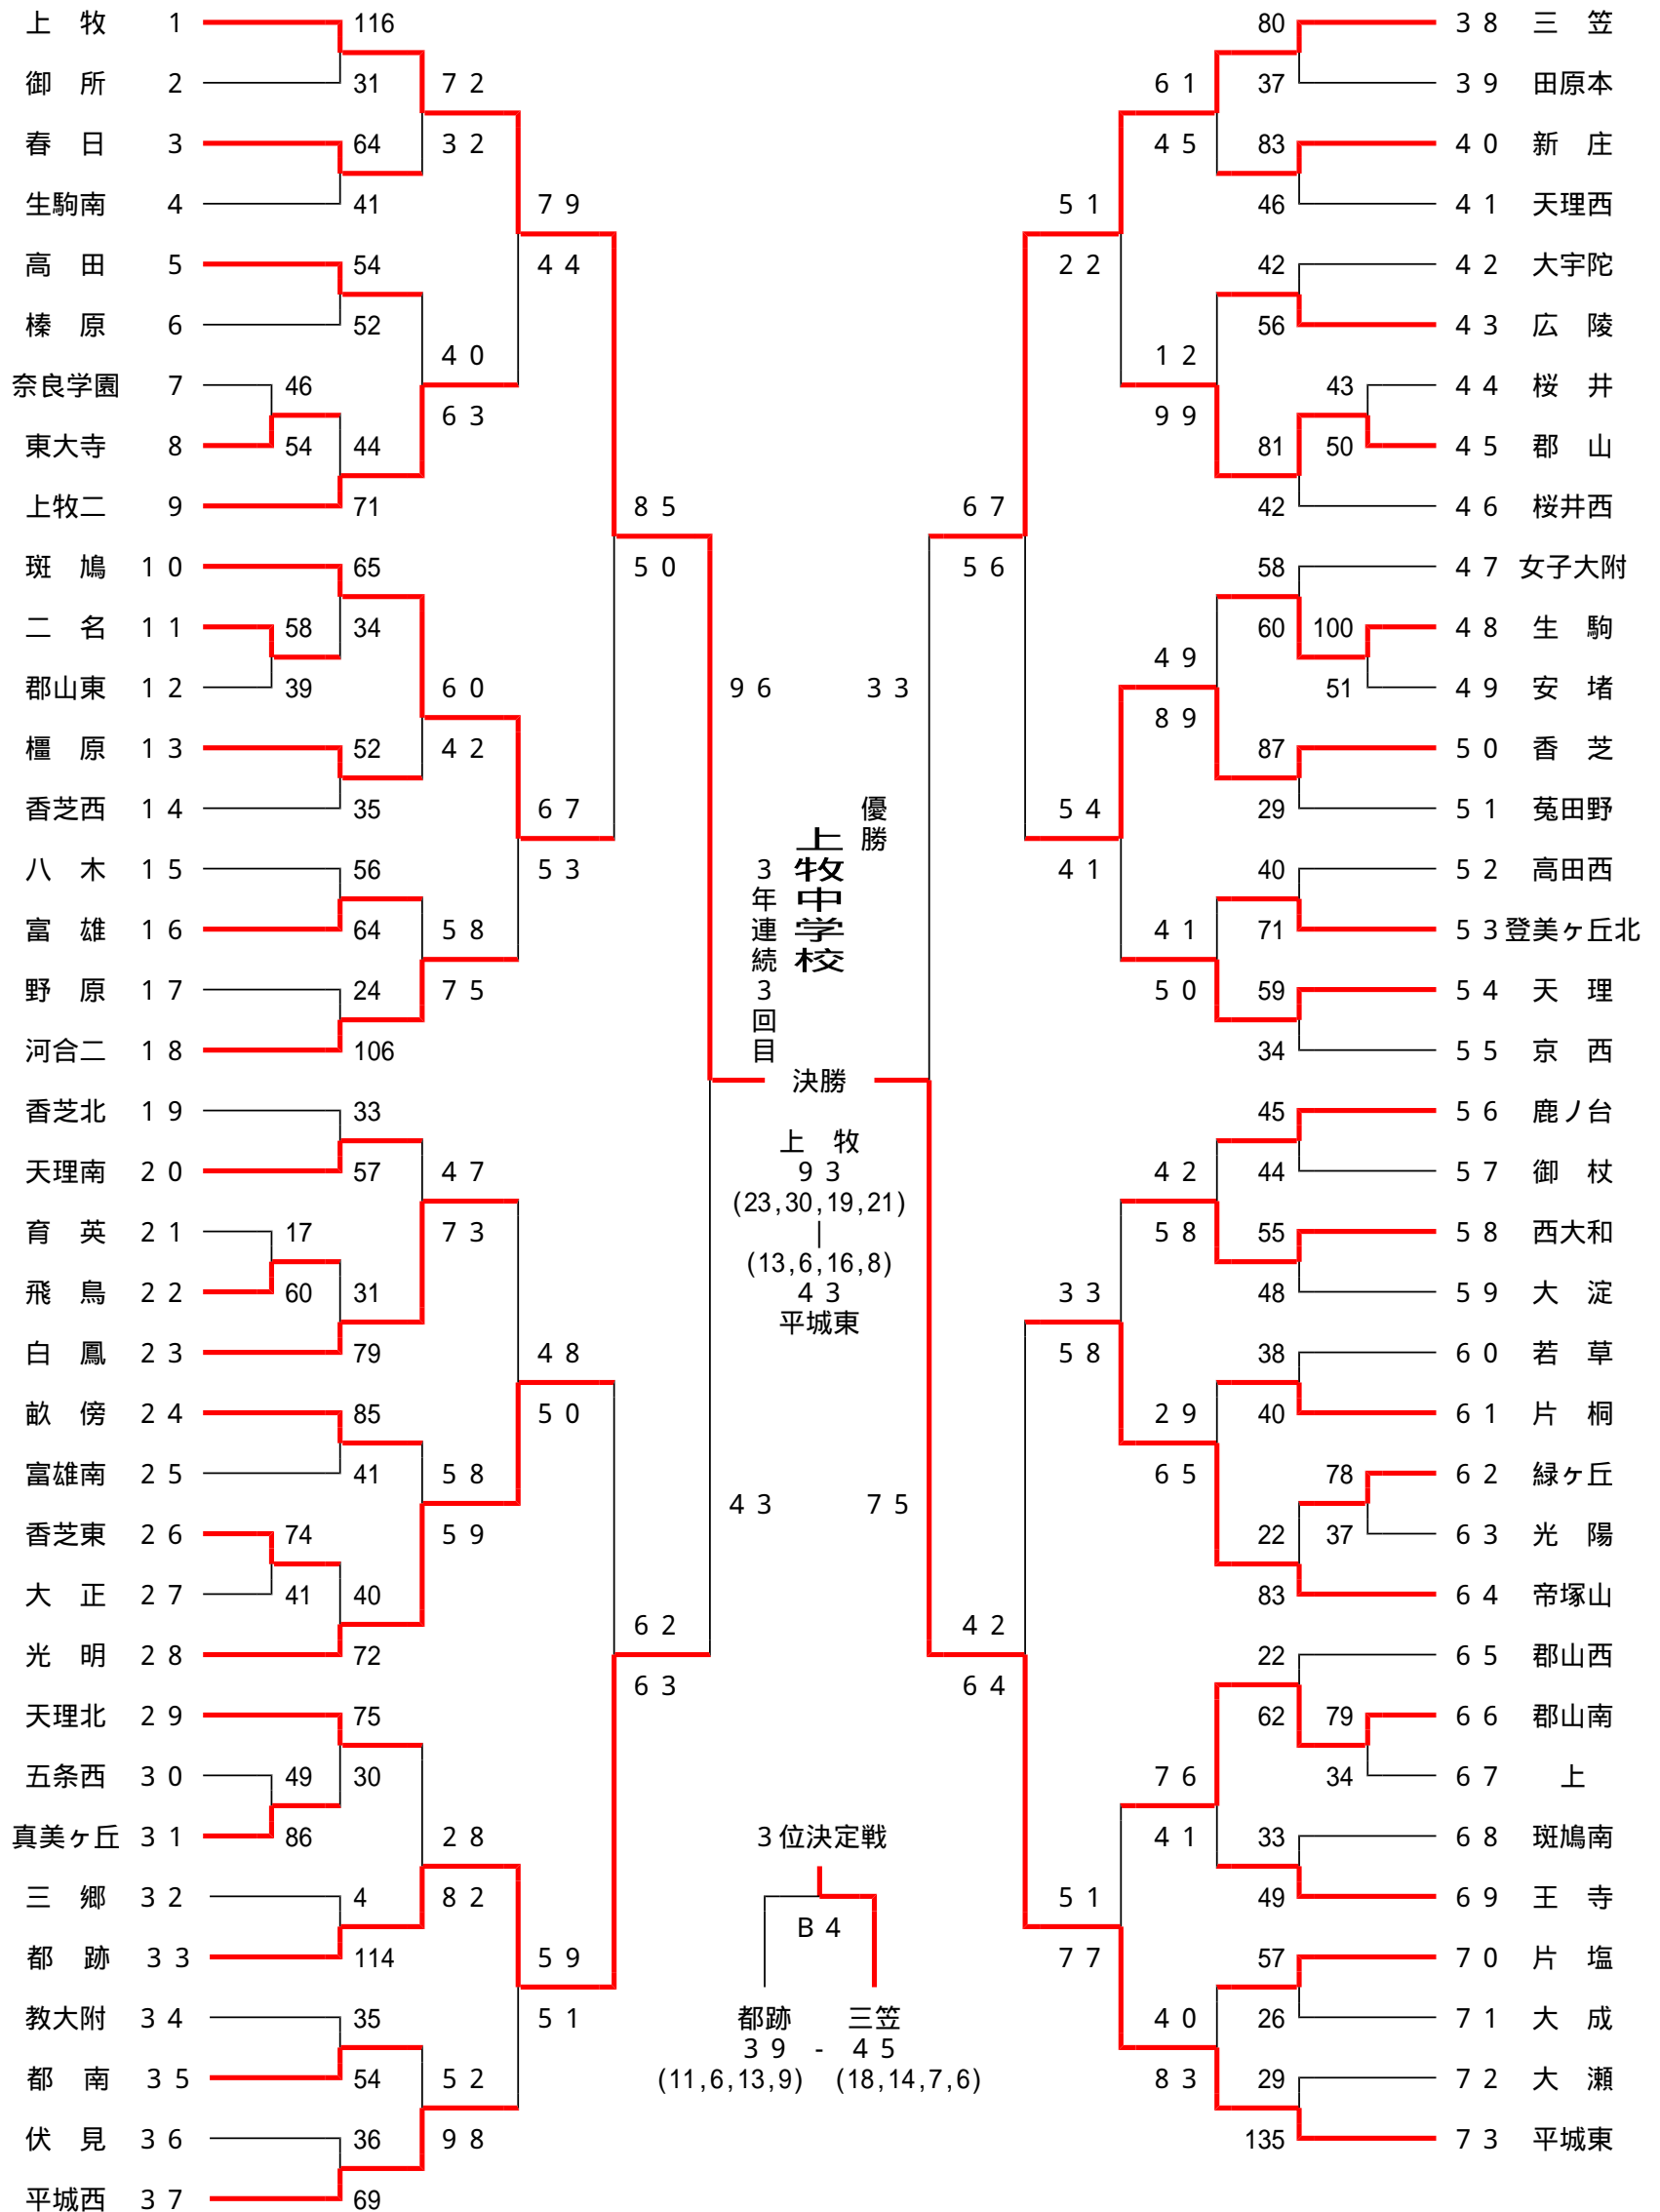 上　牧　1　116
御　所　2　31　７２
春　日　3　64　３２
生駒南　4　41　７９
高　田　5　54　４４
榛　原　6　52
４０
奈良学園　7　46
６３
東大寺　8　54　44
上牧二　9　71　８５
斑　鳩　１０　65　５０
二　名　１１　58　34
郡山東　１２　39　６０　９６
橿　原　１３　52　４２
香芝西　１４　35　６７
八　木　１５　56　５３
富　雄　１６　64　５８
野　原　１７　24　７５
河合二　１８　106
香芝北　１９　33
天理南　２０　57　４７
育　英　２１　17　７３
飛　鳥　２２　60　31
白　鳳　２３　79　４８
畝　傍　２４　85　５０
富雄南　２５　41　５８
香芝東　２６　74　５９　４３
大　正　２７　41　40
光　明　２８　72　６２
天理北　２９　75　６３
五条西　３０　49　30
真美ヶ丘　３１　86　２８
三　郷　３２　4　８２
都　跡　３３　114　５９
教大附　３４　35　５１
都　南　３５　54　５２
伏　見　３６　36　９８
平城西　３７　69
優勝
上牧中学校
３年連続３回目
決勝
上　牧
９３
(23,30,19,21)
|
(13,6,16,8)
４３
平城東
３位決定戦
Ｂ４
都跡　三笠
３９　-　４５
(11,6,13,9)　(18,14,7,6)
80　３８　三　笠
６１　37　３９　田原本
４５　83　４０　新　庄
５１　46　４１　天理西
２２　42　４２　大宇陀
56　４３　広　陵
１２
43　４４　桜　井
９９
81　50　４５　郡　山
６７　42　４６　桜井西
５６　58　４７　女子大附
60　100　４８　生　駒
４９
３３　51　４９　安　堵
８９
87　５０　香　芝
５４　29　５１　菟田野
４１　40　５２　高田西
４１　71　５３　登美ヶ丘北
５０　59　５４　天　理
34　５５　京　西
45　５６　鹿ノ台
４２　44　５７　御　杖
５８　55　５８　西大和
３３　48　５９　大　淀
５８　38　６０　若　草
２９　40　６１　片　桐
６５　78　６２　緑ヶ丘
７５　22　37　６３　光　陽
83　６４　帝塚山
４２　22　６５　郡山西
６４　62　79　６６　郡山南
７６　34　６７　上
４１　33　６８　斑鳩南
５１　49　６９　王　寺
７７　57　７０　片　塩
４０　26　７１　大　成
８３　29　７２　大　瀬
135　７３　平城東